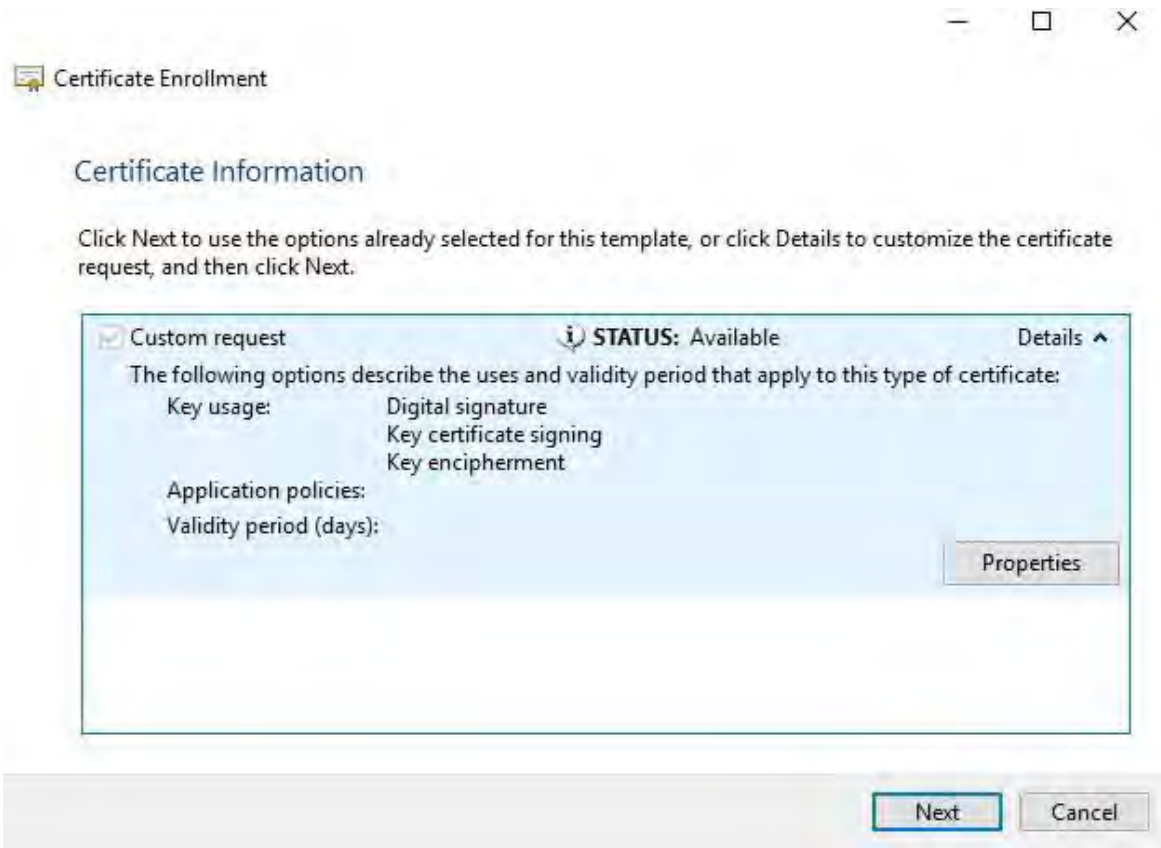 Certificate Enrollment
Certificate Information
Click Next to use the options already selected for this template, or click Details to customize the certificate
request, and then click Next.
Custom request STATUS: Available Details
The following options describe the uses and validity period that apply to this type of certificate:
Key usage: Digital signature
Key certificate signing
Key encipherment
Application policies:
Validity period (days):
Properties
Next Cancel